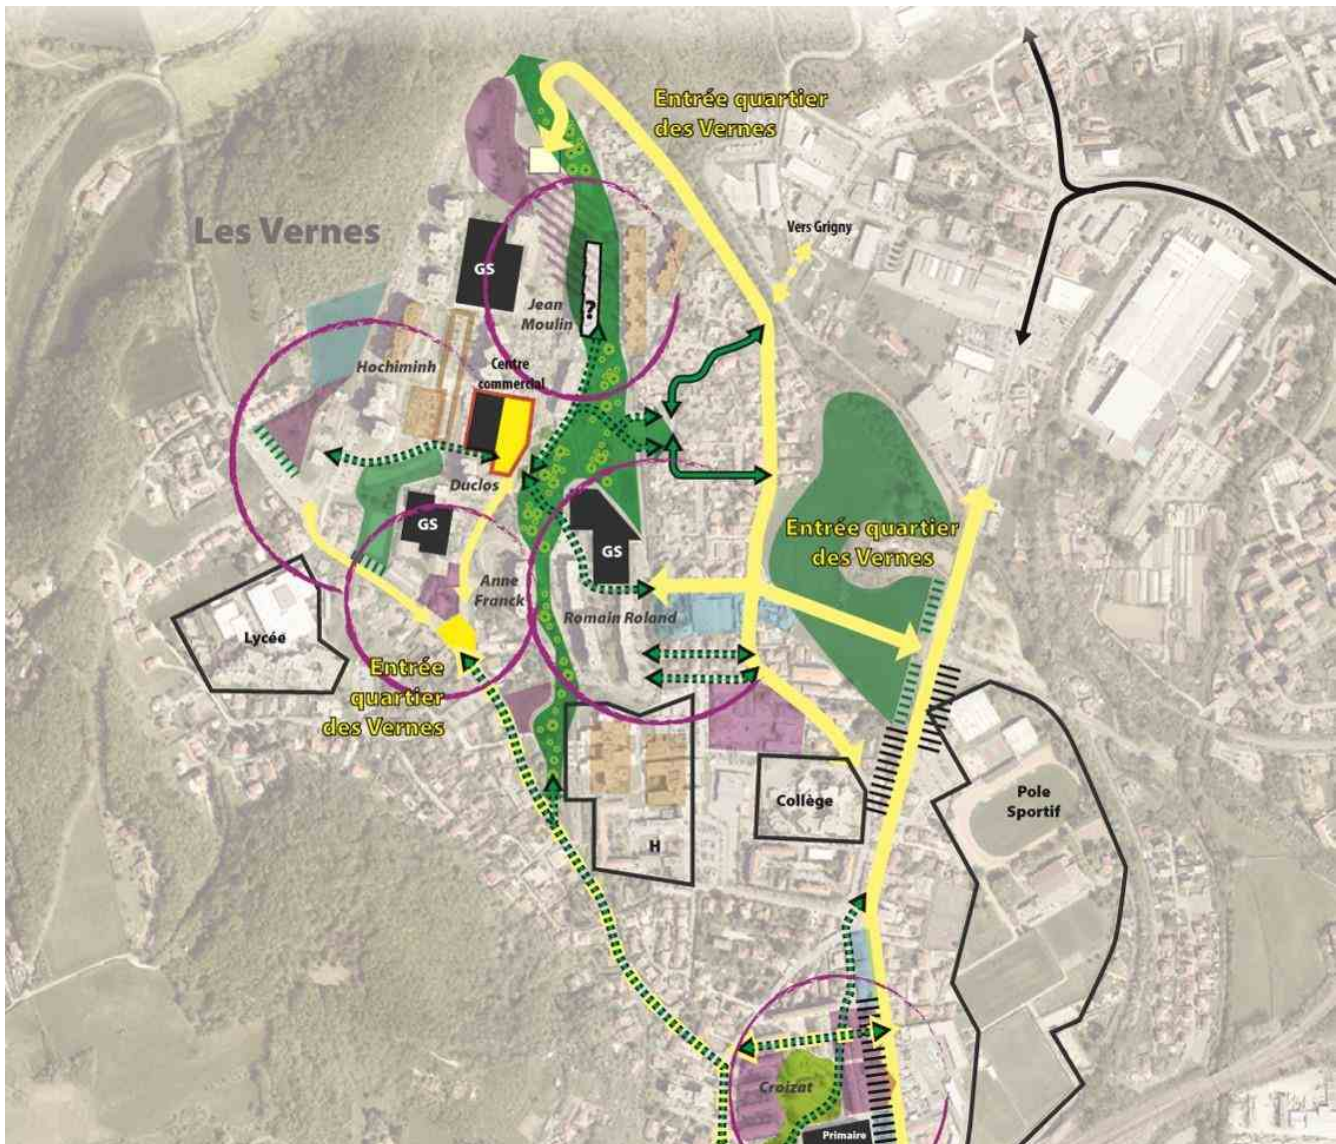 Entrée quartier
des Vernes
Les Vernes
Vers Grigny
GS
Jean
Moulin
?
Hochiminh
Centre
commercial
Duclos
GS
Entrée quartier
des Vernes
GS
Anne
Franck
Romain Roland
Lycée
Entrée
quartier
des Vernes
Collège
Pole
Sportif
H
Croizat
Primaire